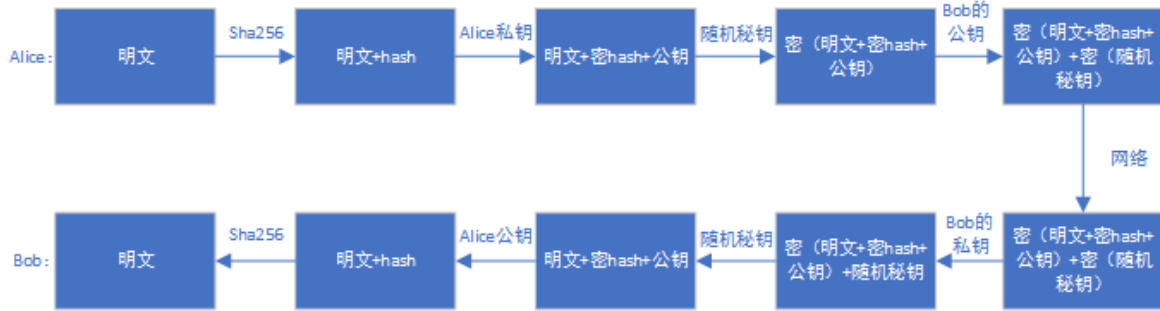 Alice:
明文
Sha256
明文+hash
Alice私钥
明文+密hash+公钥
随机秘钥
密（明文+密hash+
公钥）
Bob的
公钥
密（明文+密hash+
公钥）+密（随机
秘钥）
网络
Bob:
明文
Sha256
明文+hash
Alice公钥
明文+密hash+公钥
随机秘钥
密（明文+密hash+
公钥）+随机秘钥
Bob的
私钥
密（明文+密hash+
公钥）+密（随机
秘钥）